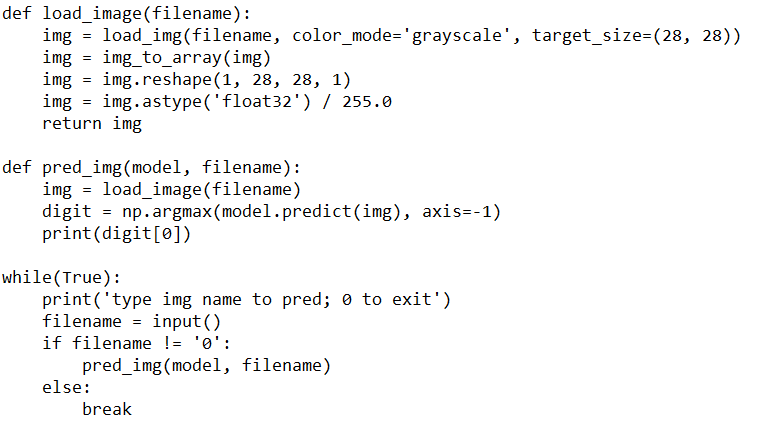 def load_image(filename):
    img = load_img(filename, color_mode='grayscale', target_size=(28, 28))
    img = img_to_array(img)
    img = img.reshape(1, 28, 28, 1)
    img = img.astype('float32') / 255.0
    return img

def pred_img(model, filename):
    img = load_image(filename)
    digit = np.argmax(model.predict(img), axis=-1)
    print(digit[0])

while(True):
    print('type img name to pred; 0 to exit')
    filename = input()
    if filename != '0':
        pred_img(model, filename)
    else:
        break